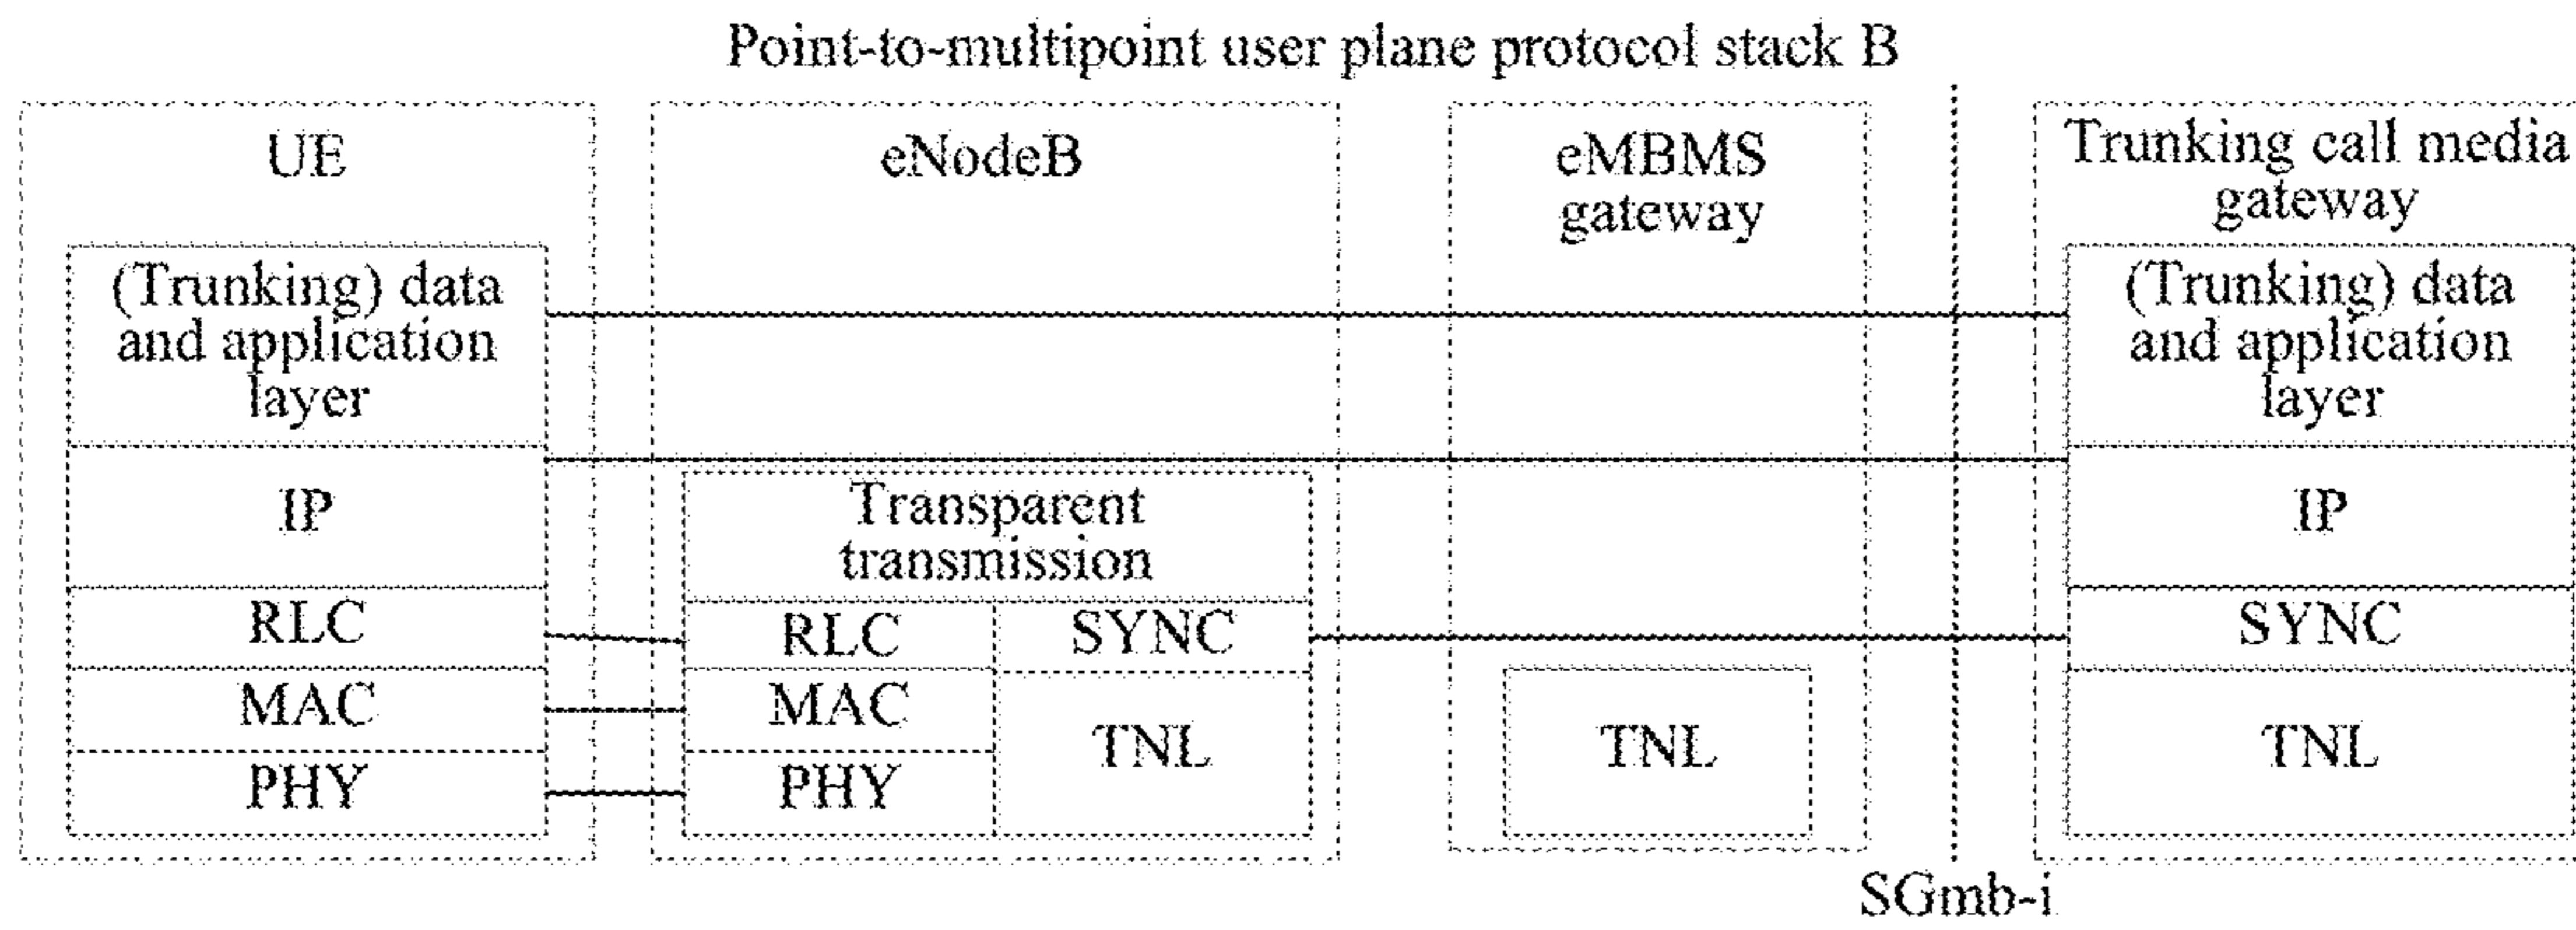 Point-to-multipoint user plane protocol stack B
UE
eNodeB
eMBMS
gateway
Trunking call media
gateway
(Trunking) data
and application
layer
(Trunking) data
and application
layer
IP
Transparent
transmission
IP
RLC
RLC
SYNC
SYNC
MAC
MAC
TNL
TNL
TNL
PHY
PHY
SGmb-i